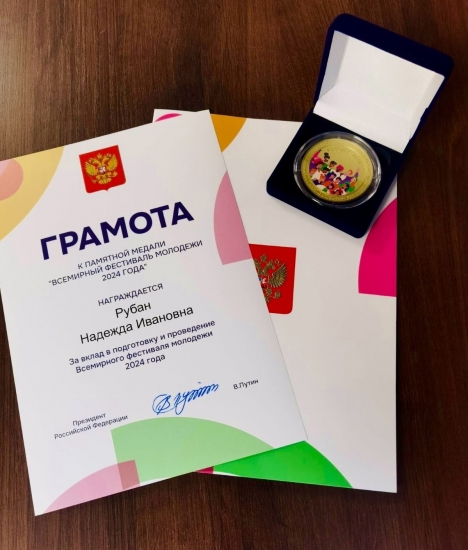 ГРАМОТА
К ПАМЯТНОЙ МЕДАЛИ
"ВСЕМИРНЫЙ ФЕСТИВАЛЬ МОЛОДЕЖИ
2024 ГОДА"
НАГРАЖДАЕТСЯ
Рубан
Надежда Ивановна
За вклад в подготовку и проведение
Всемирного фестиваля молодежи
2024 года
Президент
Российской Федерации
В.Путин